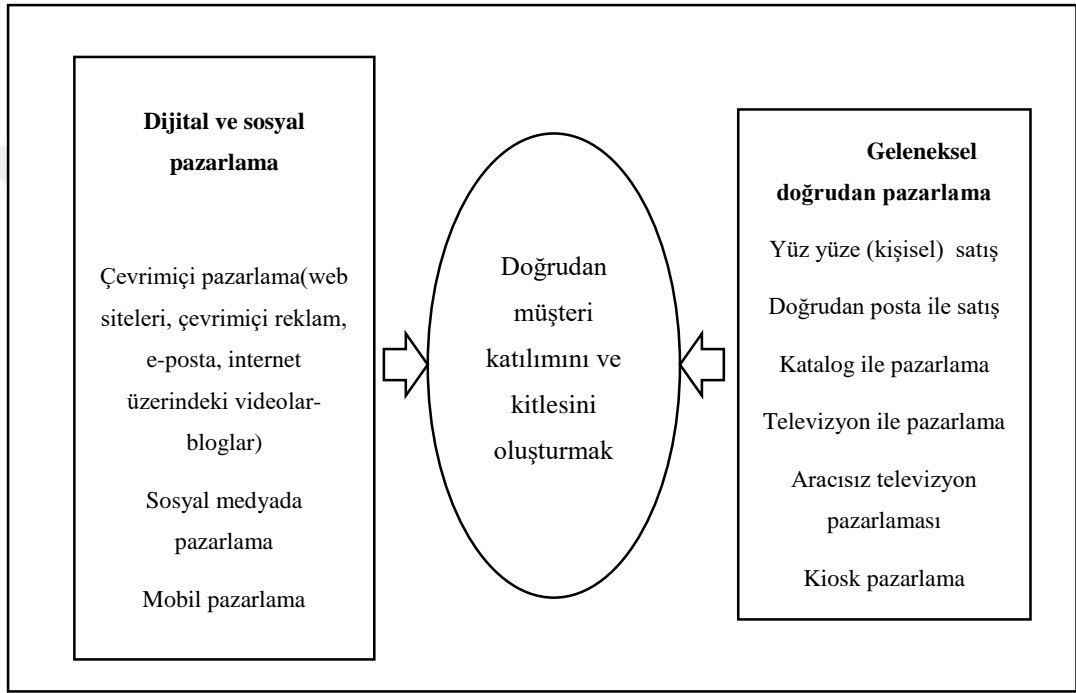 Dijital ve sosyal
pazarlama
Çevrimiçi pazarlama(web
siteleri, çevrimiçi reklam,
e-posta, internet
üzerindeki videolar-
bloglar)
Sosyal medyada
pazarlama
Mobil pazarlama
Doğrudan
müşteri
katılımını ve
kitlesini
oluşturmak
Geleneksel
doğrudan pazarlama
Yüz yüze (kişisel) satış
Doğrudan posta ile satış
Katalog ile pazarlama
Televizyon ile pazarlama
Aracısız televizyon
pazarlaması
Kiosk pazarlama